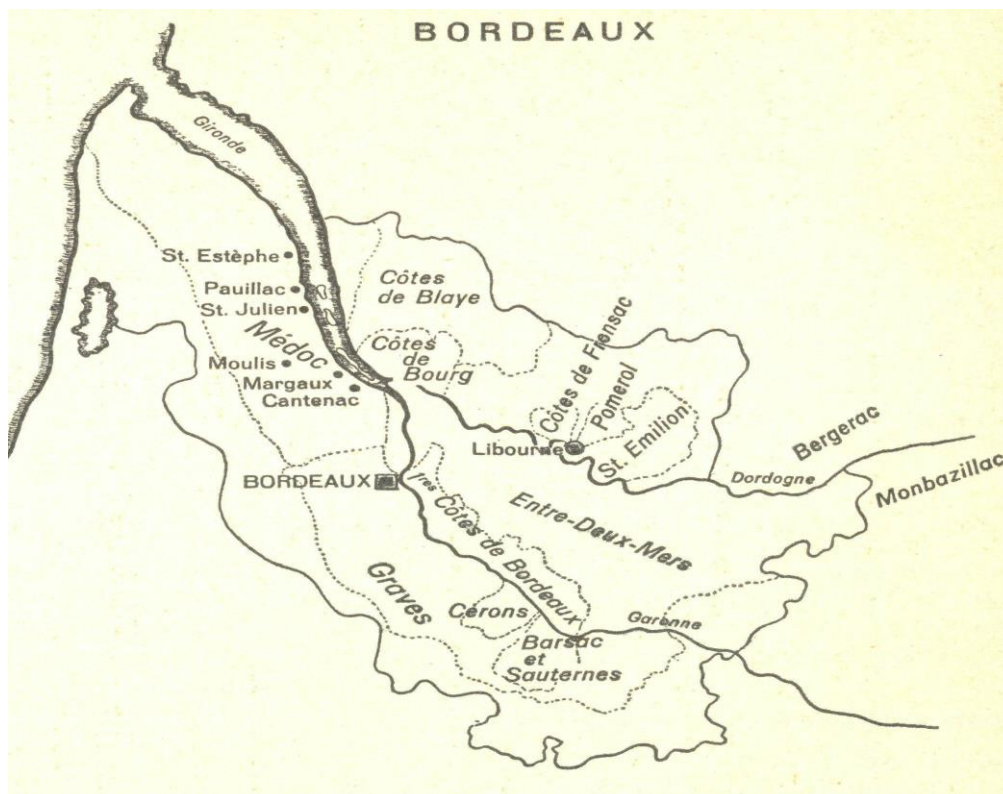 BORDEAUX
Gironde
St. Estèphe
Pauillac
St. Julien
Médoc
Moulis
Margaux
Cantenac
Côtes
de Blaye
Côtes
de
Bourg
Côtes de Fronsac
Pomerol
St. Emilion
Libourne
Dordogne
Bergerac
Monbazillac
BORDEAUX
1res Côtes de Bordeaux
Entre-Deux-Mers
Graves
Cérons
Barsac
et
Sauternes
Garonne